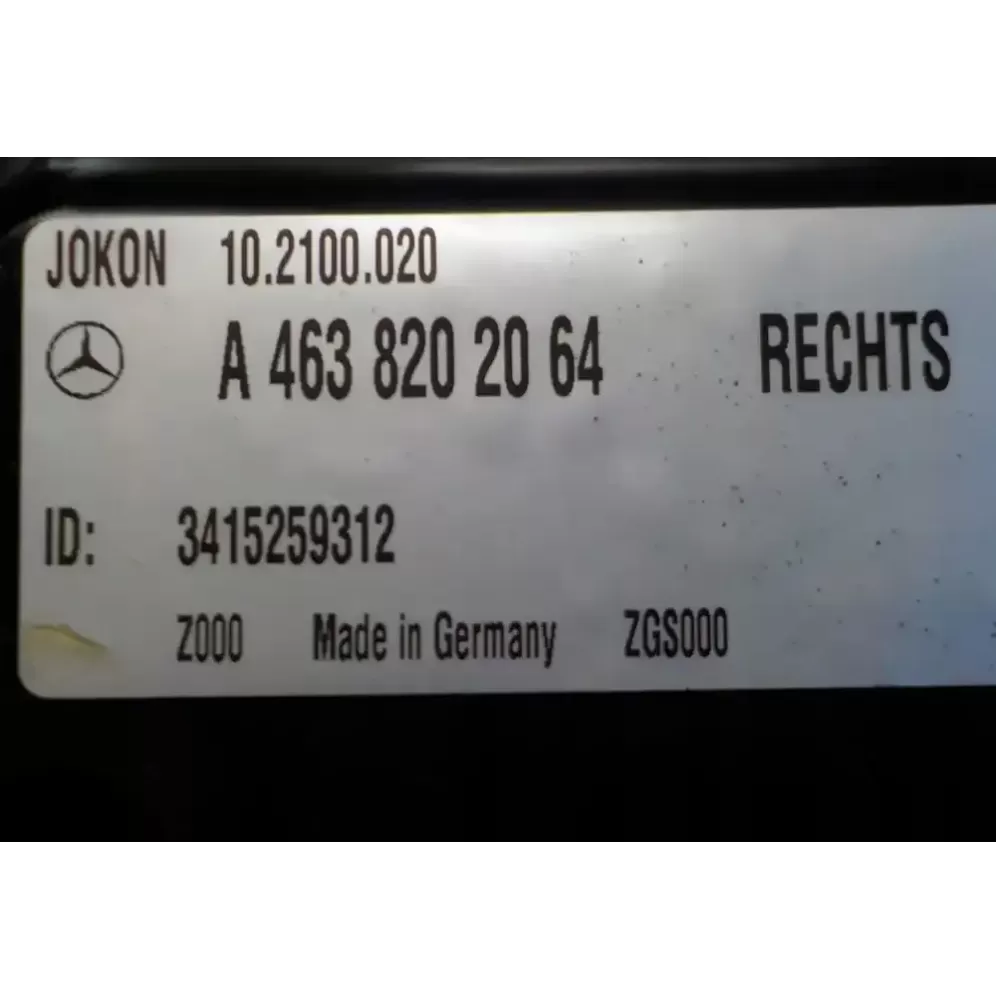 JOKON 10.2100.020
A 463 820 20 64 RECHTS
ID: 3415259312
Z000 Made in Germany ZGS000